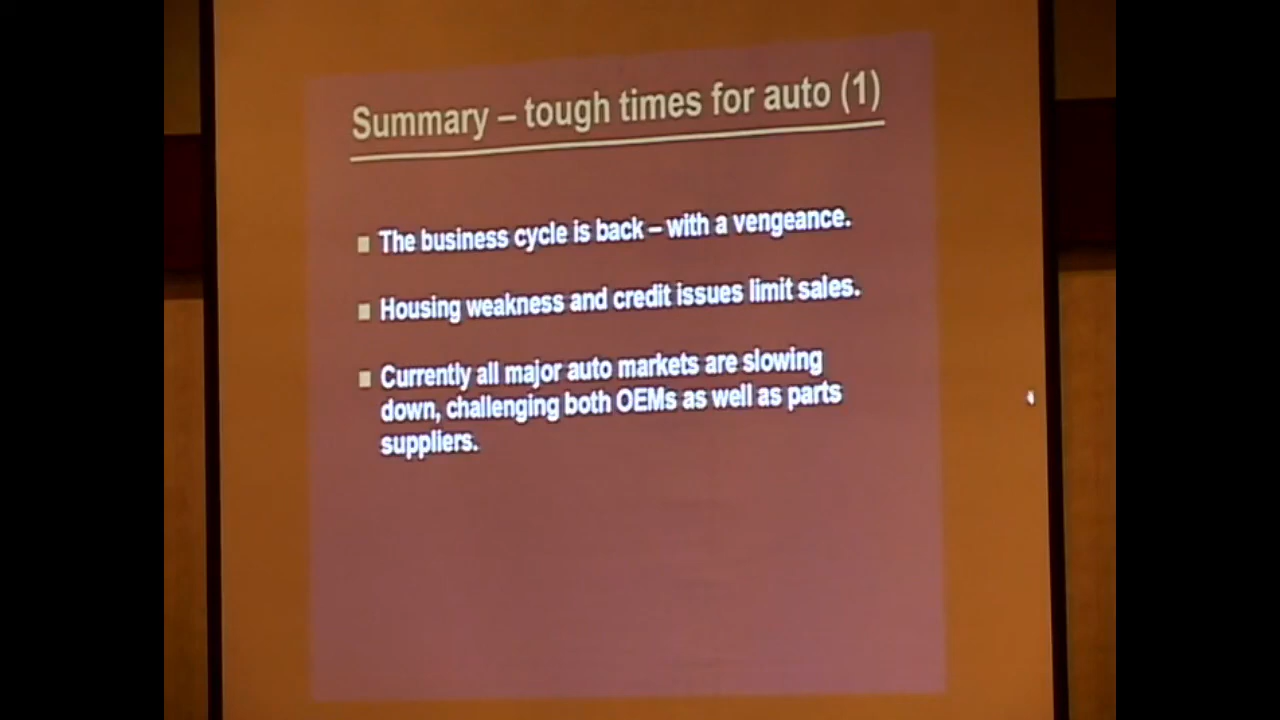 Summary – tough times for auto (1)
The business cycle is back – with a vengeance.
Housing weakness and credit issues limit sales.
Currently all major auto markets are slowing
down, challenging both OEMs as well as parts
suppliers.